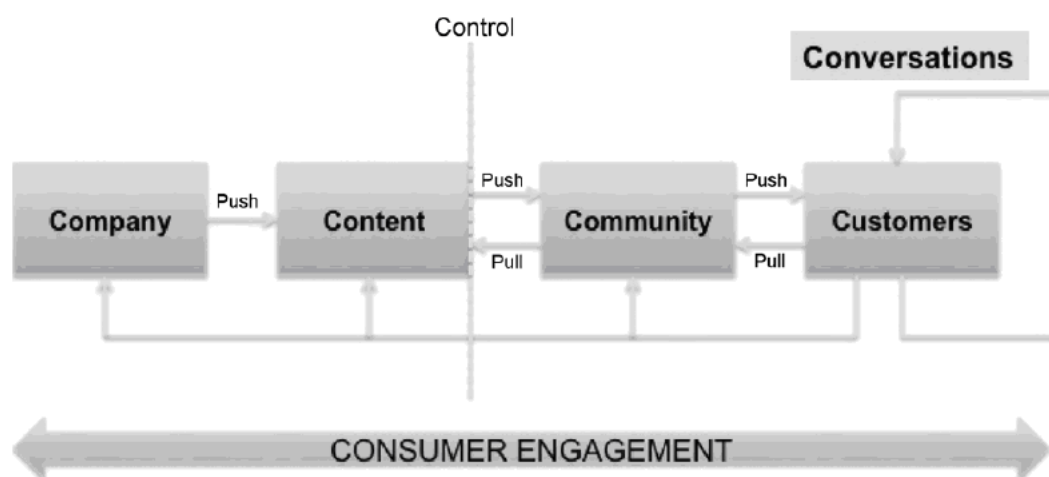 Control
Conversations
Company
Push
Content
Push
Pull
Community
Push
Pull
Customers
CONSUMER ENGAGEMENT